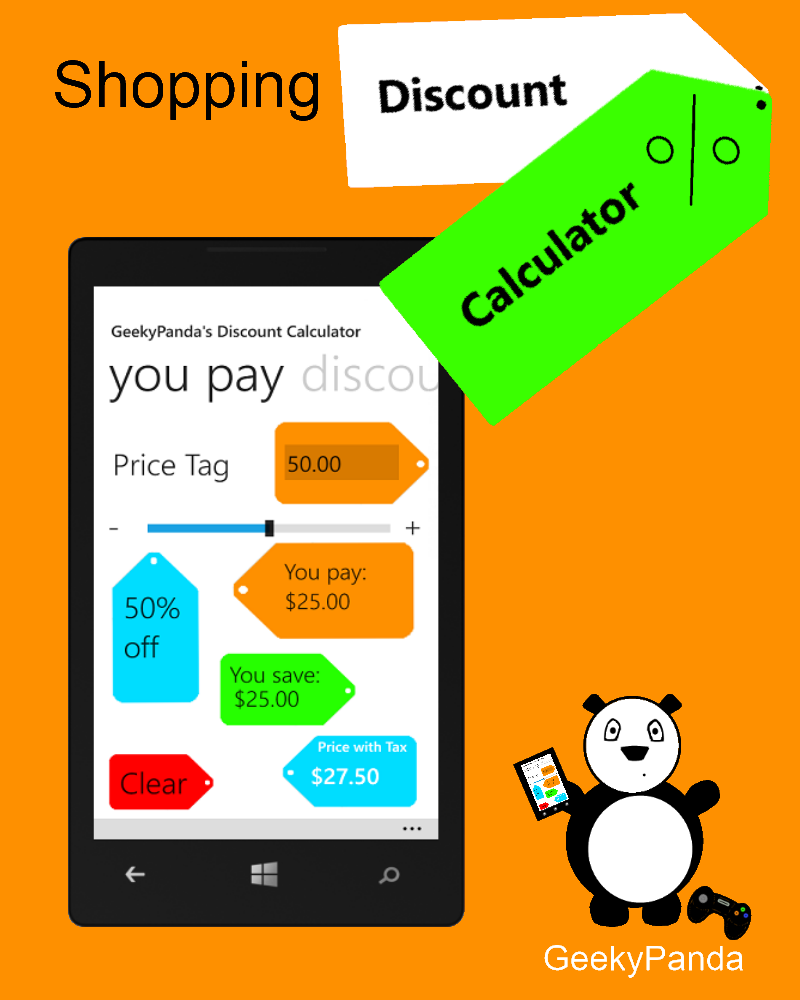 Shopping
Discount
Calculator
GeekyPanda's Discount Calculator
you pay discou
Price Tag
50.00
- +
50%
off
You pay:
$25.00
You save:
$25.00
Price with Tax
$27.50
Clear
GeekyPanda